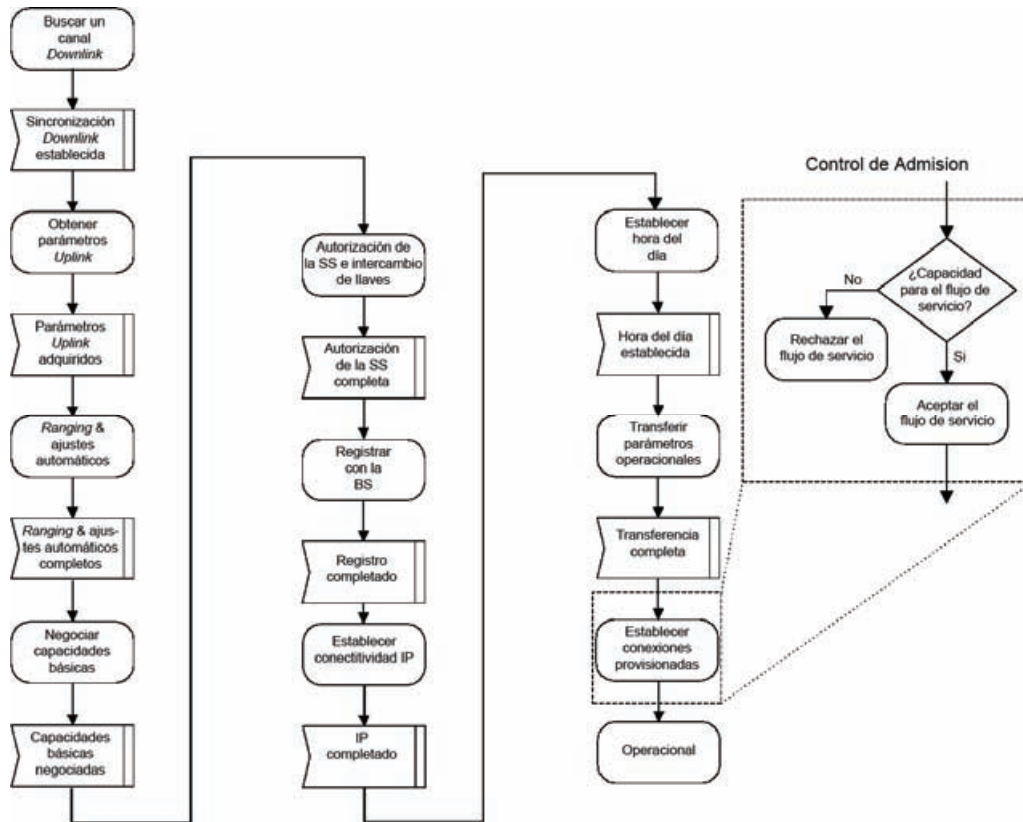 Buscar un
canal
Downlink
Sincronización
Downlink
establecida
Obtener
parámetros
Uplink
Parámetros
Uplink
adquiridos
Ranging &
ajustes
automáticos
Ranging & ajus-
tes automáticos
completos
Negociar
capacidades
básicas
Capacidades
básicas
negociadas
Autorización de
la SS e intercambio
de llaves
Autorización
de la SS
completa
Registrar
con la
BS
Registro
completado
Establecer
conectitividad IP
IP
completado
Establecer
hora del
día
Hora del día
establecida
Transferir
parámetros
operacionales
Transferencia
completa
Establecer
conexiones
provisionadas
Operacional
Control de Admision
¿Capacidad
para el flujo de
servicio?
No
Rechazar el
flujo de servicio
Si
Aceptar el
flujo de servicio